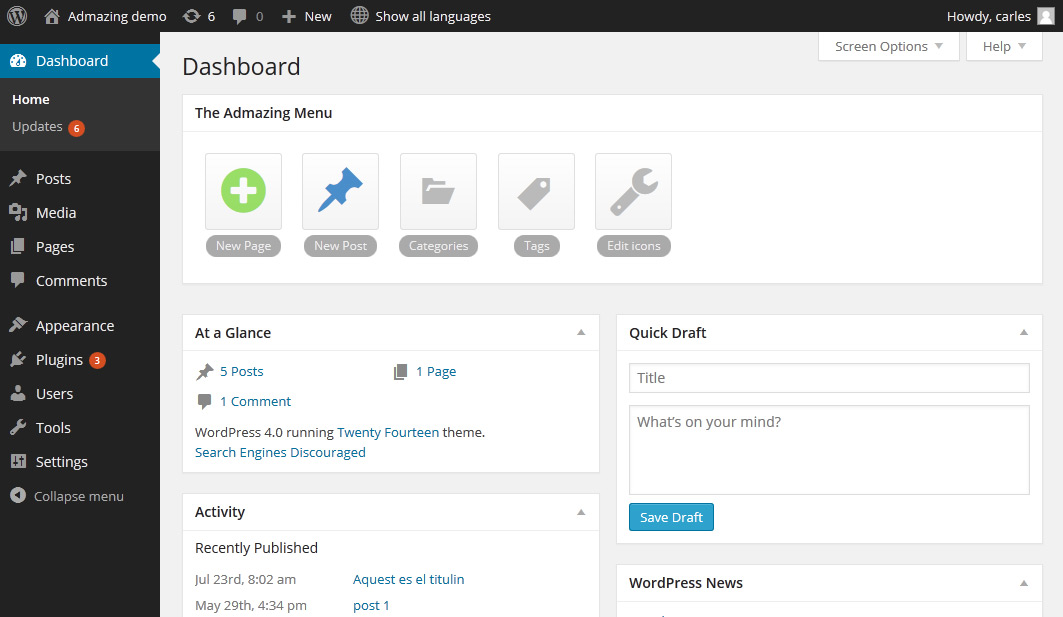 Admazing demo 6 0 New Show all languages Howdy, carles
Dashboard
Home
Updates 6
Posts
Media
Pages
Comments
Appearance
Plugins 3
Users
Tools
Settings
Collapse menu
Screen Options Help
Dashboard
The Admazing Menu
New Page New Post Categories Tags Edit icons
At a Glance
5 Posts 1 Page
1 Comment
WordPress 4.0 running Twenty Fourteen theme.
Search Engines Discouraged
Activity
Recently Published
Jul 23rd, 8:02 am Aquest es el titulin
May 29th, 4:34 pm post 1
Quick Draft
Title
What's on your mind?
Save Draft
WordPress News